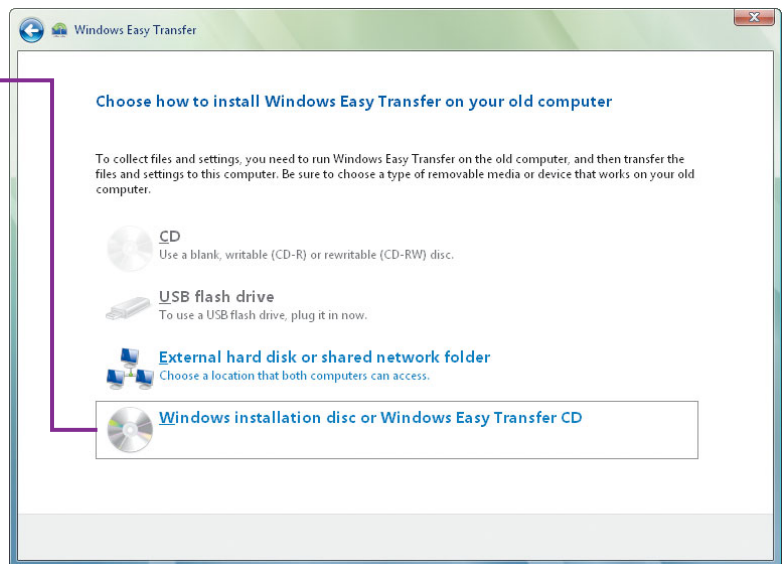 Windows Easy Transfer
Choose how to install Windows Easy Transfer on your old computer
To collect files and settings, you need to run Windows Easy Transfer on the old computer, and then transfer the
files and settings to this computer. Be sure to choose a type of removable media or device that works on your old
computer.
CD
Use a blank, writable (CD-R) or rewritable (CD-RW) disc.
USB flash drive
To use a USB flash drive, plug it in now.
External hard disk or shared network folder
Choose a location that both computers can access.
Windows installation disc or Windows Easy Transfer CD